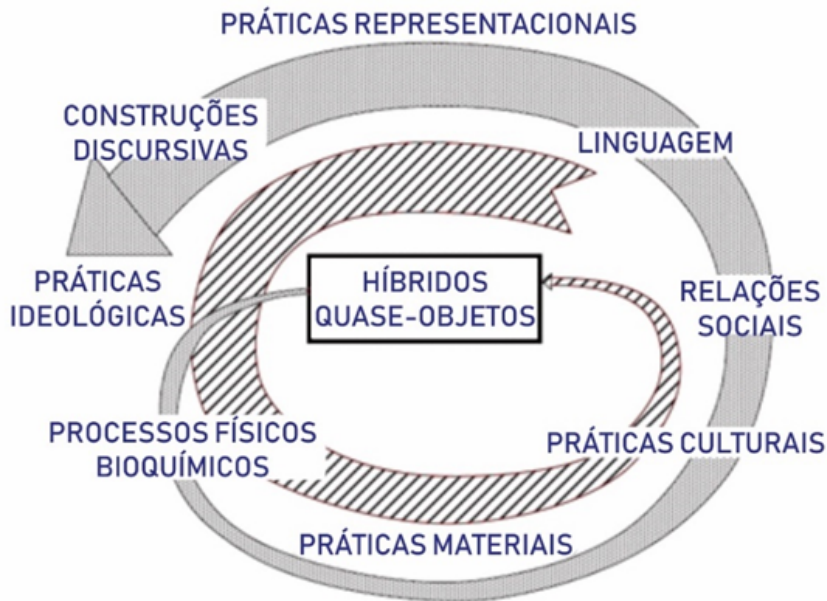 PRÁTICAS REPRESENTACIONAIS
CONSTRUÇÕES
DISCURSIVAS
LINGUAGEM
PRÁTICAS
IDEOLÓGICAS
HÍBRIDOS
QUASE-OBJETOS
RELAÇÕES
SOCIAIS
PROCESSOS FÍSICOS
BIOQUÍMICOS
PRÁTICAS CULTURAIS
PRÁTICAS MATERIAIS